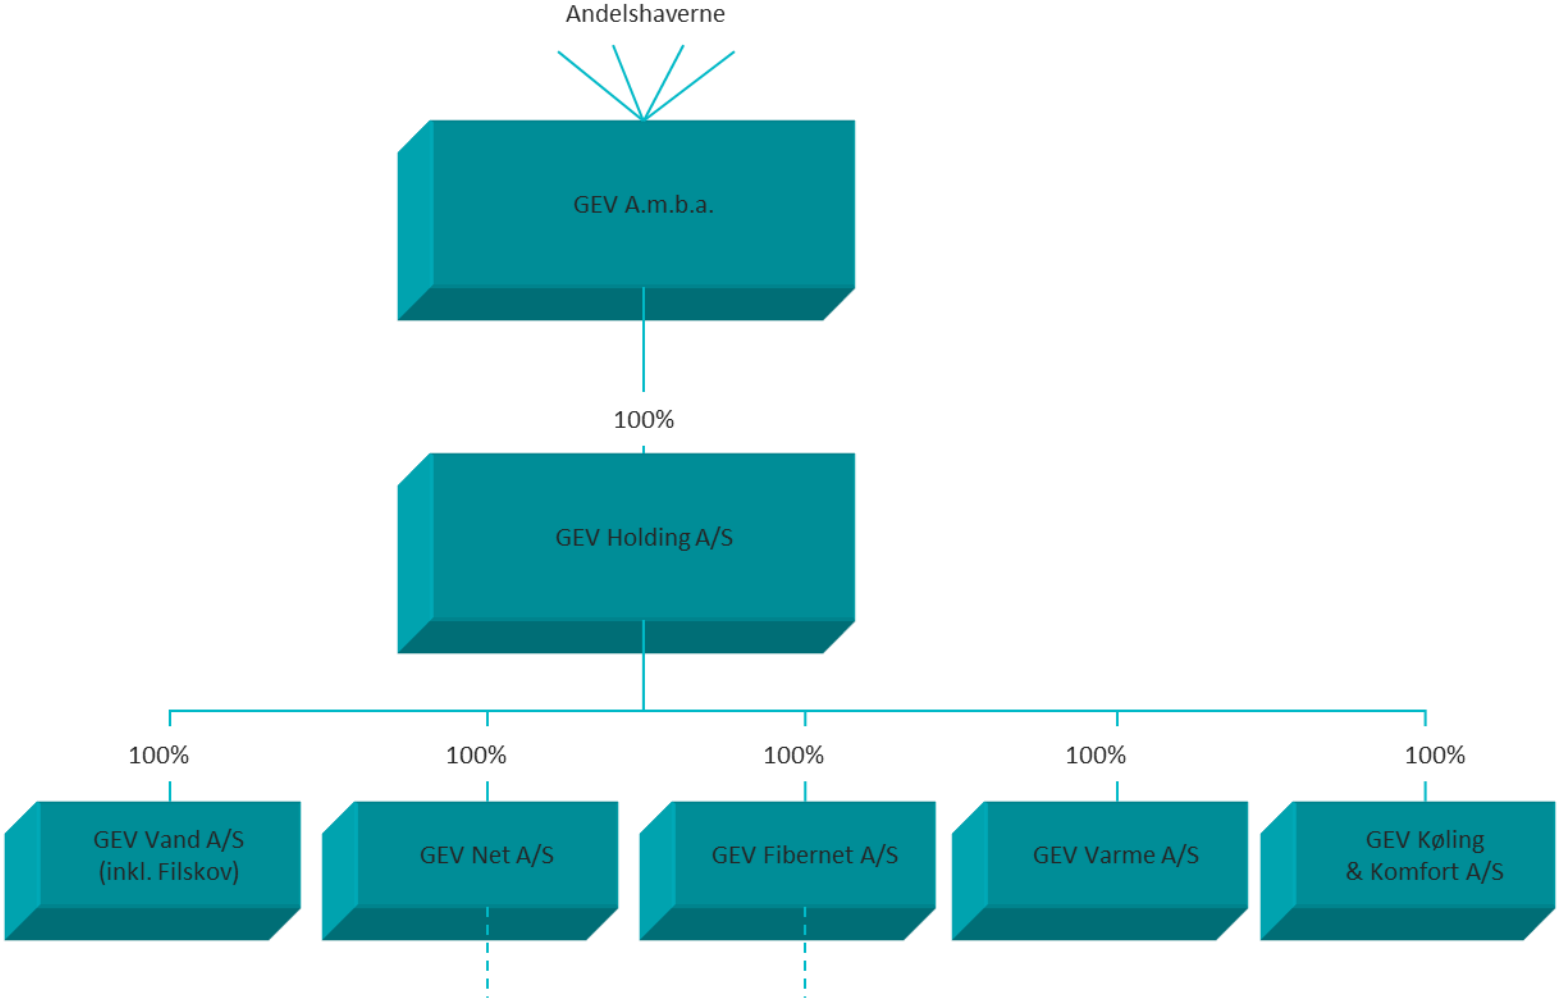 Andelshaverne
GEV A.m.b.a.
100%
GEV Holding A/S
100%
100%
100%
100%
100%
GEV Vand A/S
(inkl. Filskov)
GEV Net A/S
GEV Fibernet A/S
GEV Varme A/S
GEV Køling
& Komfort A/S